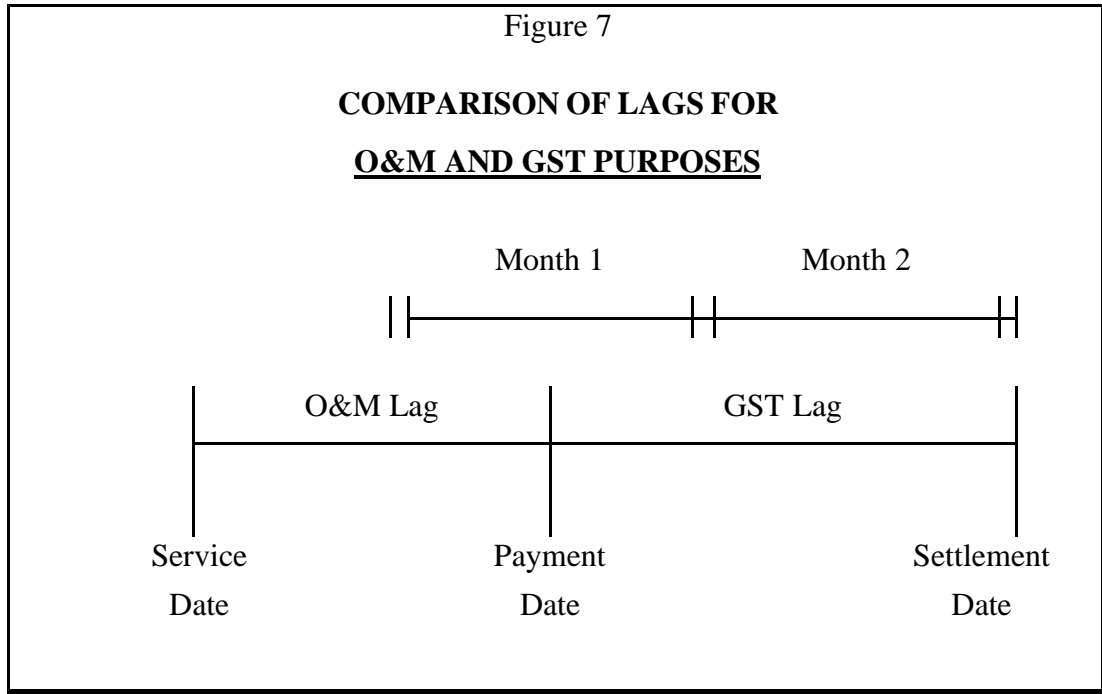 Figure 7
COMPARISON OF LAGS FOR
O&M AND GST PURPOSES
Month 1 Month 2
O&M Lag GST Lag
Service Payment Settlement
Date Date Date